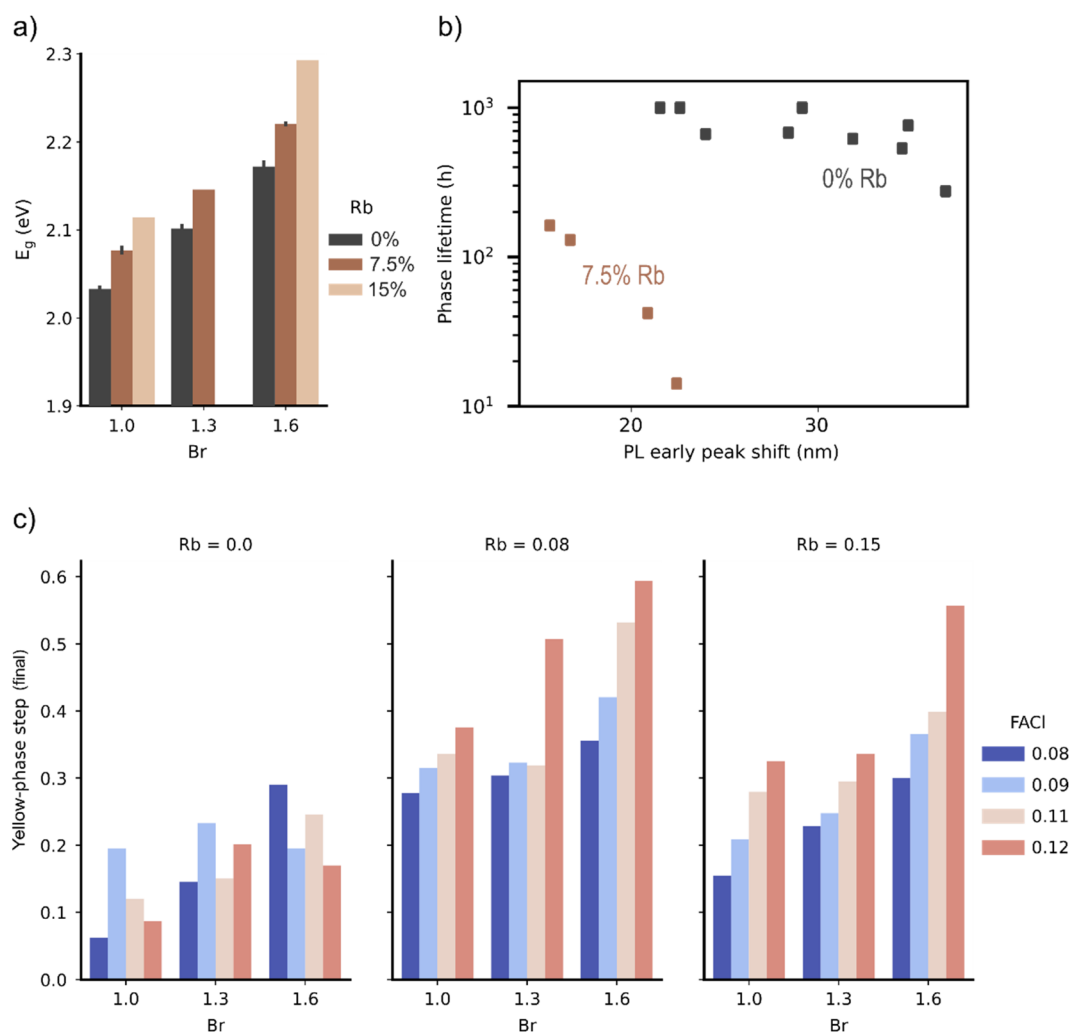 a)
2.3
2.2
2.1
2.0
1.9
Eg (eV)
1.0 1.3 1.6
Br
Rb
0%
7.5%
15%
b)
10³
10²
10¹
Phase lifetime (h)
0% Rb
7.5% Rb
20 30
PL early peak shift (nm)
c)
Rb = 0.0 Rb = 0.08 Rb = 0.15
0.6
0.5
0.4
0.3
0.2
0.1
0.0
Yellow-phase step (final)
1.0 1.3 1.6 1.0 1.3 1.6 1.0 1.3 1.6
Br Br Br
FACl
0.08
0.09
0.11
0.12